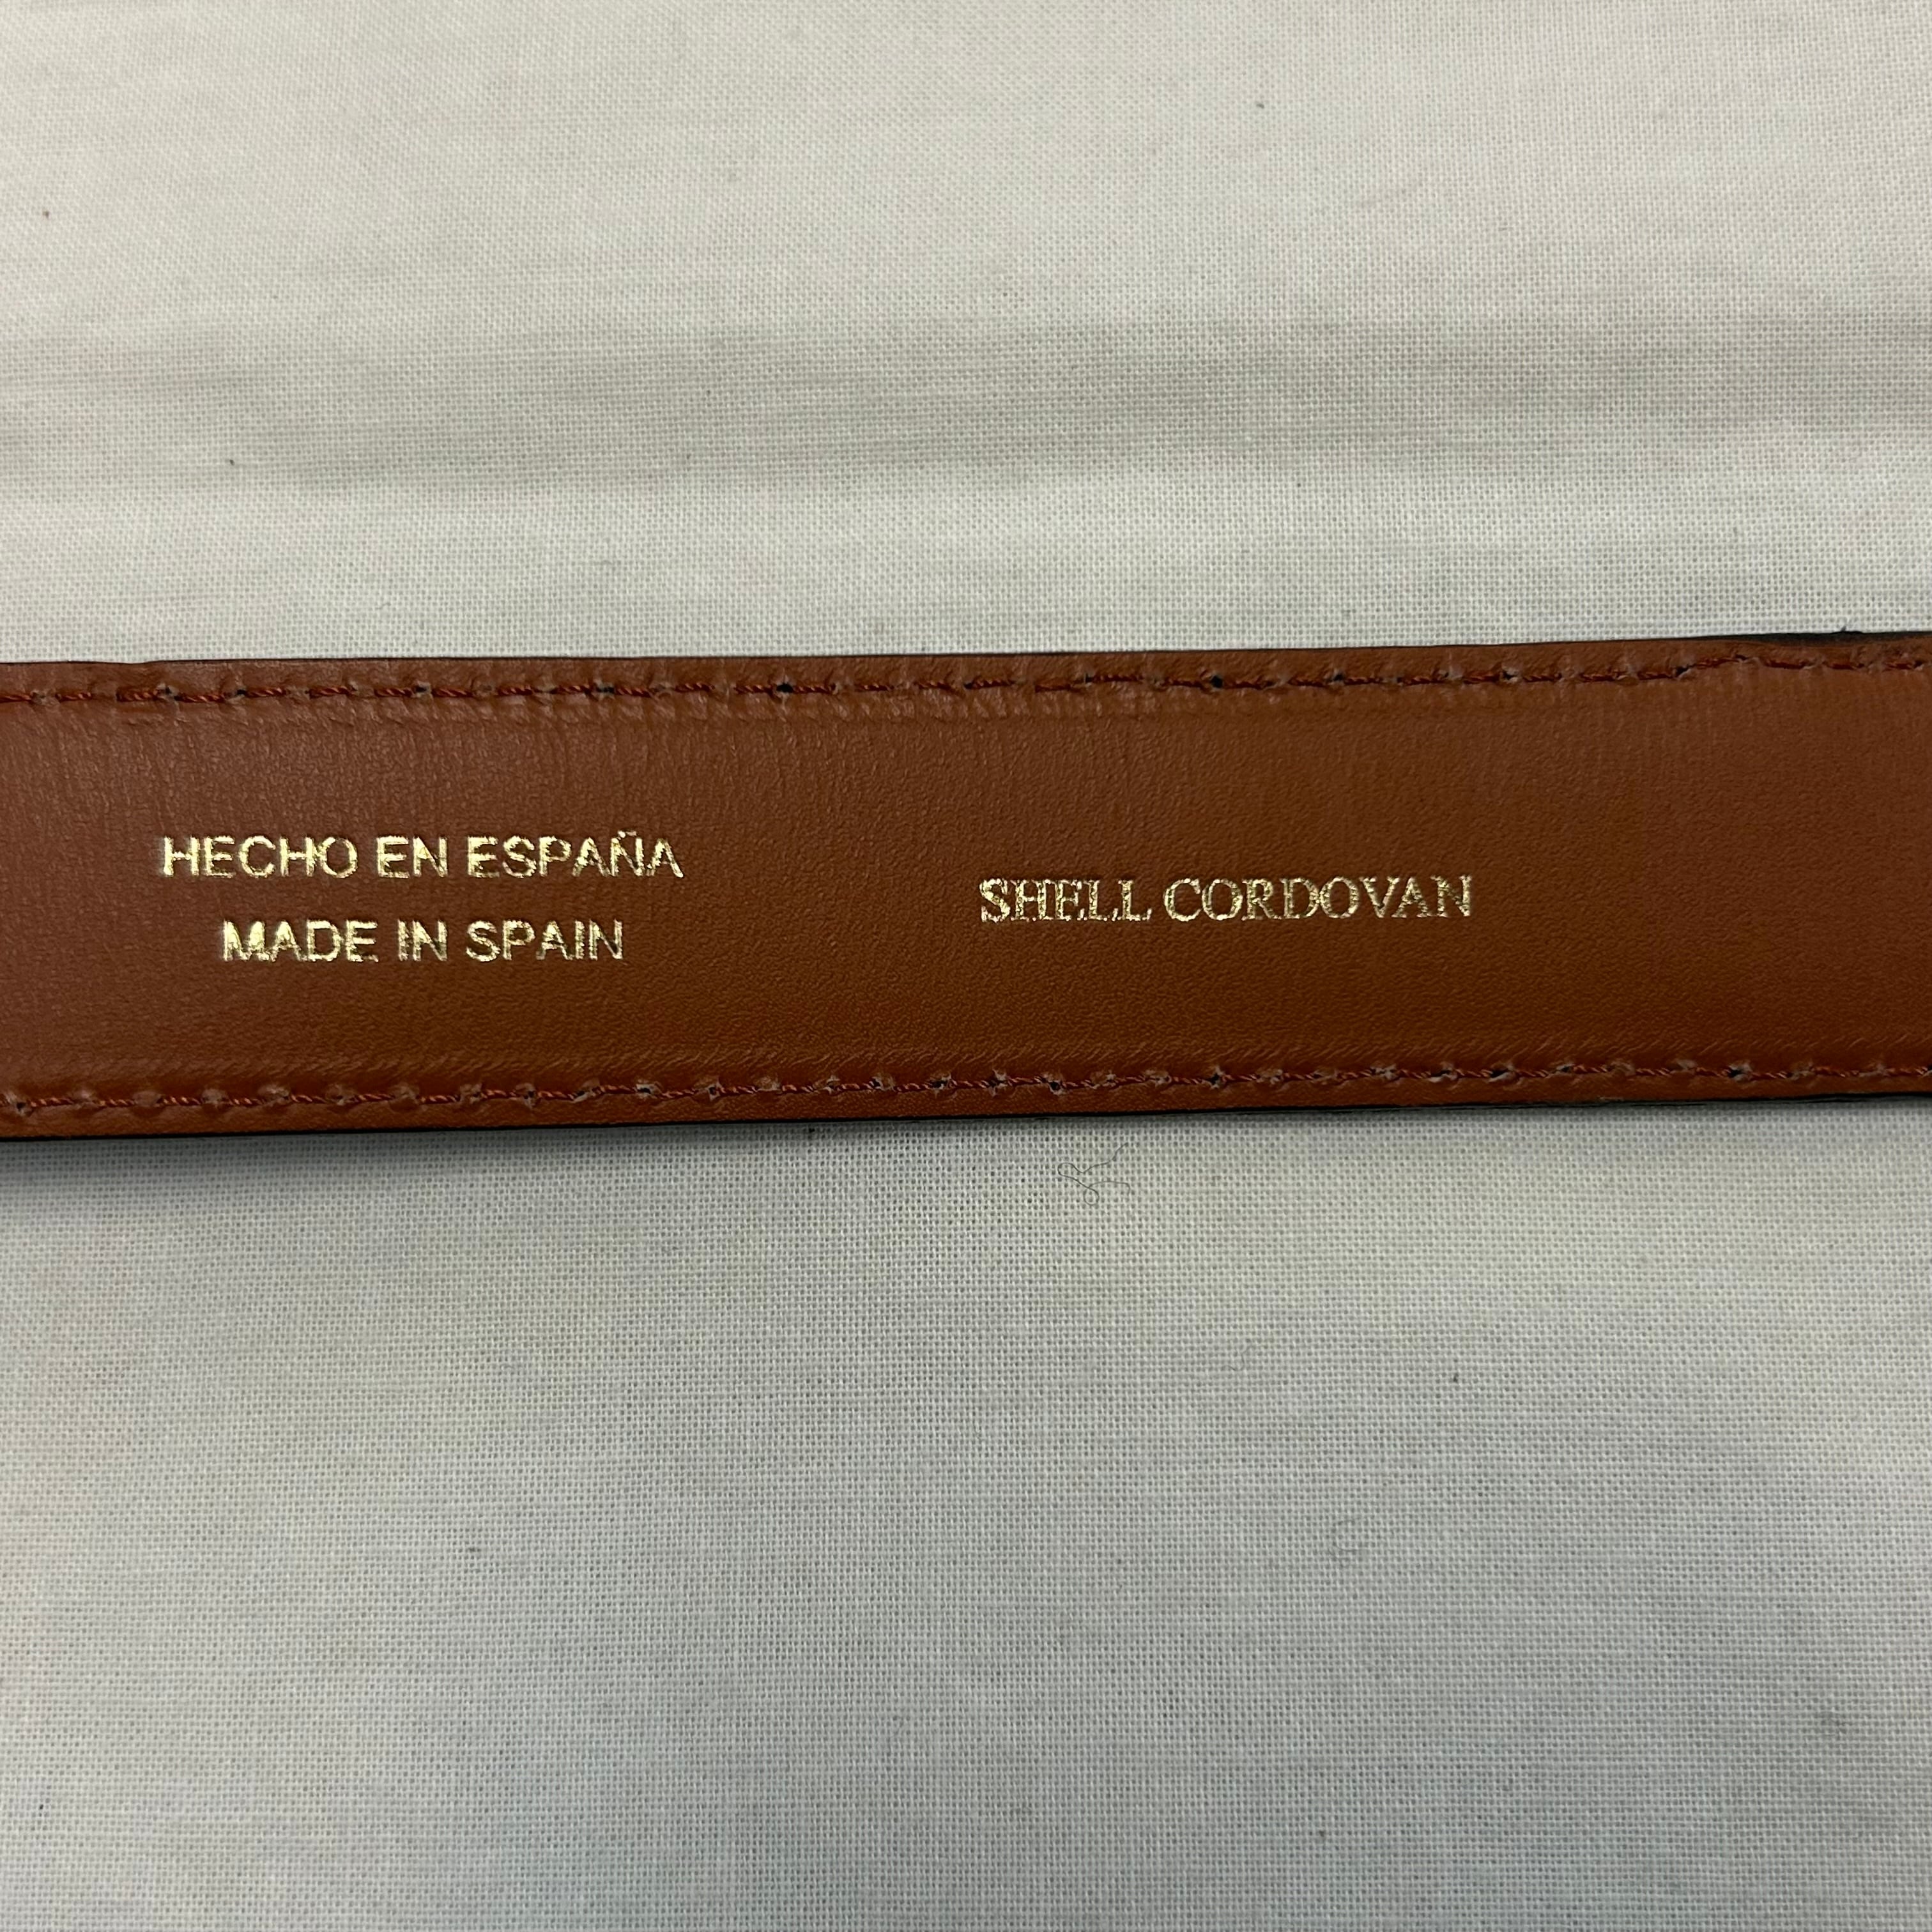 HECHO EN ESPAÑA
MADE IN SPAIN
SHELL CORDOVAN